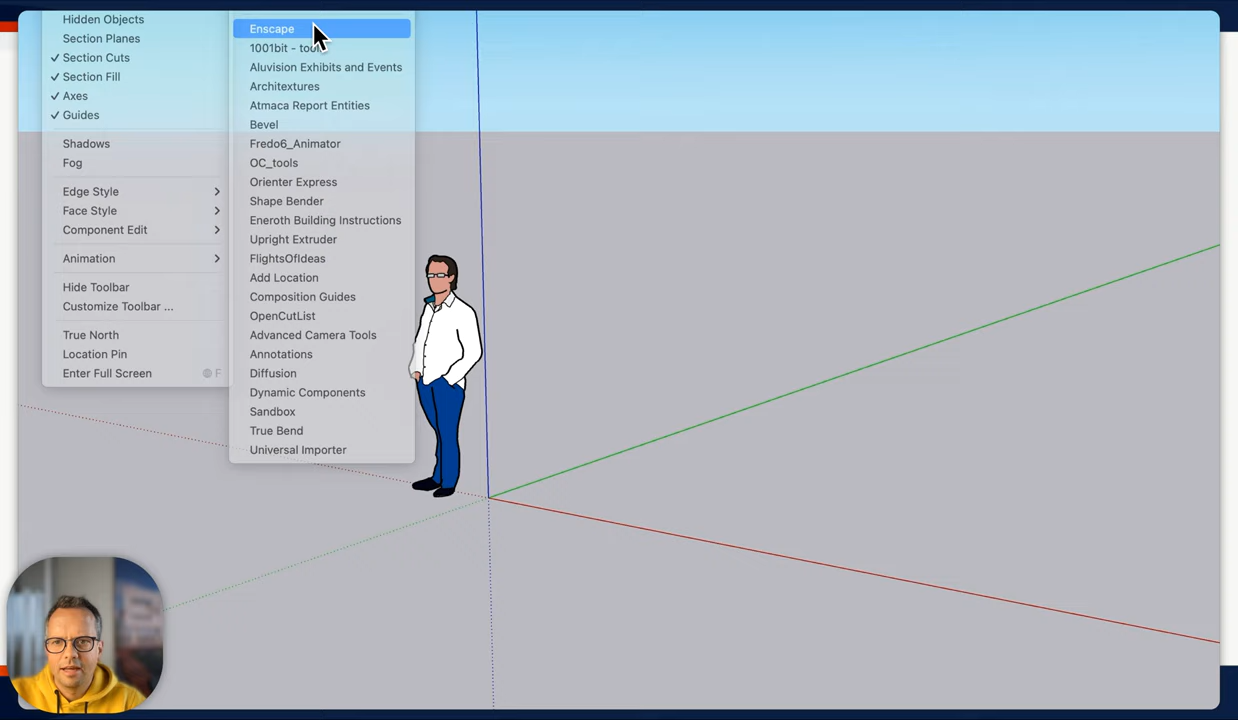 Hidden Objects
Section Planes
✓ Section Cuts
✓ Section Fill
✓ Axes
✓ Guides
Shadows
Fog
Edge Style
Face Style
Component Edit
Animation
Hide Toolbar
Customize Toolbar ...
True North
Location Pin
Enter Full Screen F
Enscape
1001bit -
Aluvision Exhibits and Events
Architextures
Atmaca Report Entities
Bevel
Fredo6_Animator
OC_tools
Orienter Express
Shape Bender
Eneroth Building Instructions
Upright Extruder
FlightsOfIdeas
Add Location
Composition Guides
OpenCutList
Advanced Camera Tools
Annotations
Diffusion
Dynamic Components
Sandbox
True Bend
Universal Importer